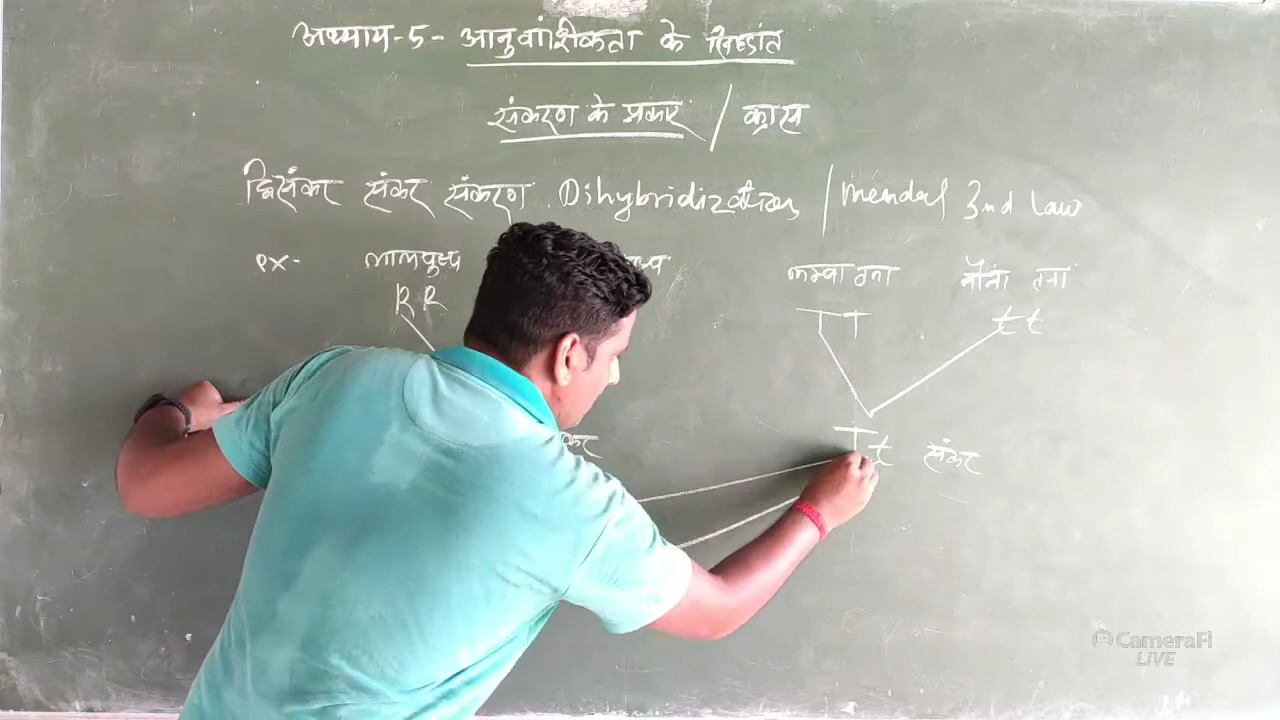 अध्याय-5- आनुवांशिकता के सिद्धांत
संकरण के प्रकार / क्रास
द्विसंकर संकर संकरण. Dihybridization / Mendal 3nd Law
ex- लालपुष्प लम्बा तना बौना तना
RR TT tt
Tt संकर
CameraFi
LIVE